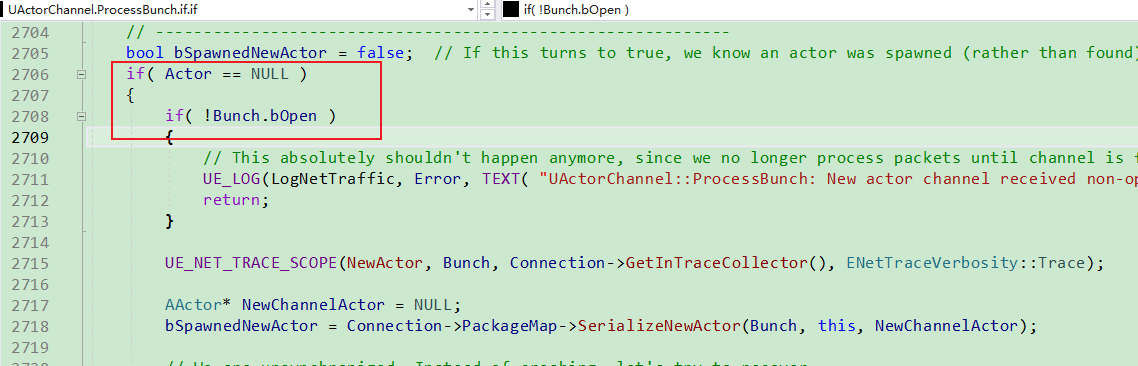 UActorChannel.ProcessBunch.if.if
if( !Bunch.bOpen )
2704 // -----------------------------------------------------------
2705 bool bSpawnedNewActor = false; // If this turns to true, we know an actor was spawned (rather than found)
2706 if( Actor == NULL )
2707 {
2708 if( !Bunch.bOpen )
2709 {
2710 // This absolutely shouldn't happen anymore, since we no longer process packets until channel is f
2711 UE_LOG(LogNetTraffic, Error, TEXT( "UActorChannel::ProcessBunch: New actor channel received non-op
2712 return;
2713 }
2714
2715 UE_NET_TRACE_SCOPE(NewActor, Bunch, Connection->GetInTraceCollector(), ENetTraceVerbosity::Trace);
2716
2717 AActor* NewChannelActor = NULL;
2718 bSpawnedNewActor = Connection->PackageMap->SerializeNewActor(Bunch, this, NewChannelActor);
2719